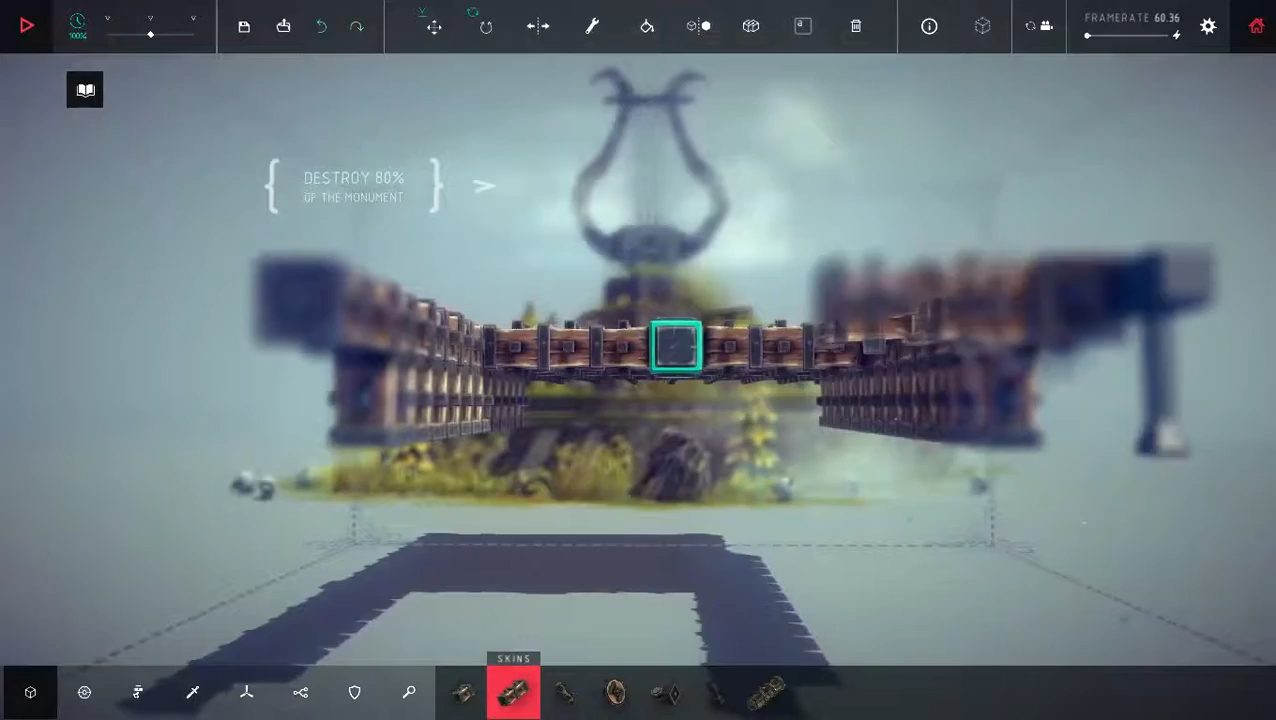 100%
FRAMERATE 60.36
DESTROY 80%
OF THE MONUMENT
SKINS